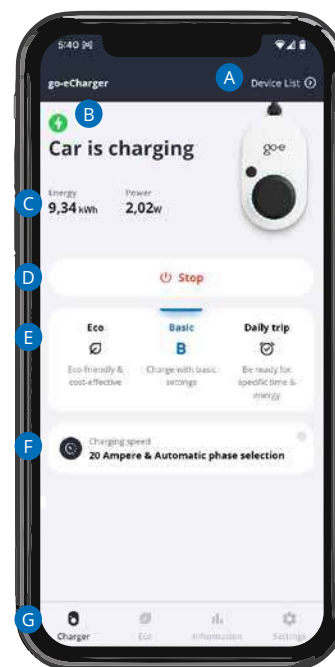 5:40
A
go-eCharger
Device List
B
Car is charging
go-e
Energy
Power
C
9,34 kWh
2,02w
D
Stop
E
Eco
Basic
Daily trip
B
Eco-friendly &
cost-effective
Charge with basic
settings
Be ready for
specific time &
energy
F
Charging speed
20 Ampere & Automatic phase selection
G
Charger
Eco
Information
Settings